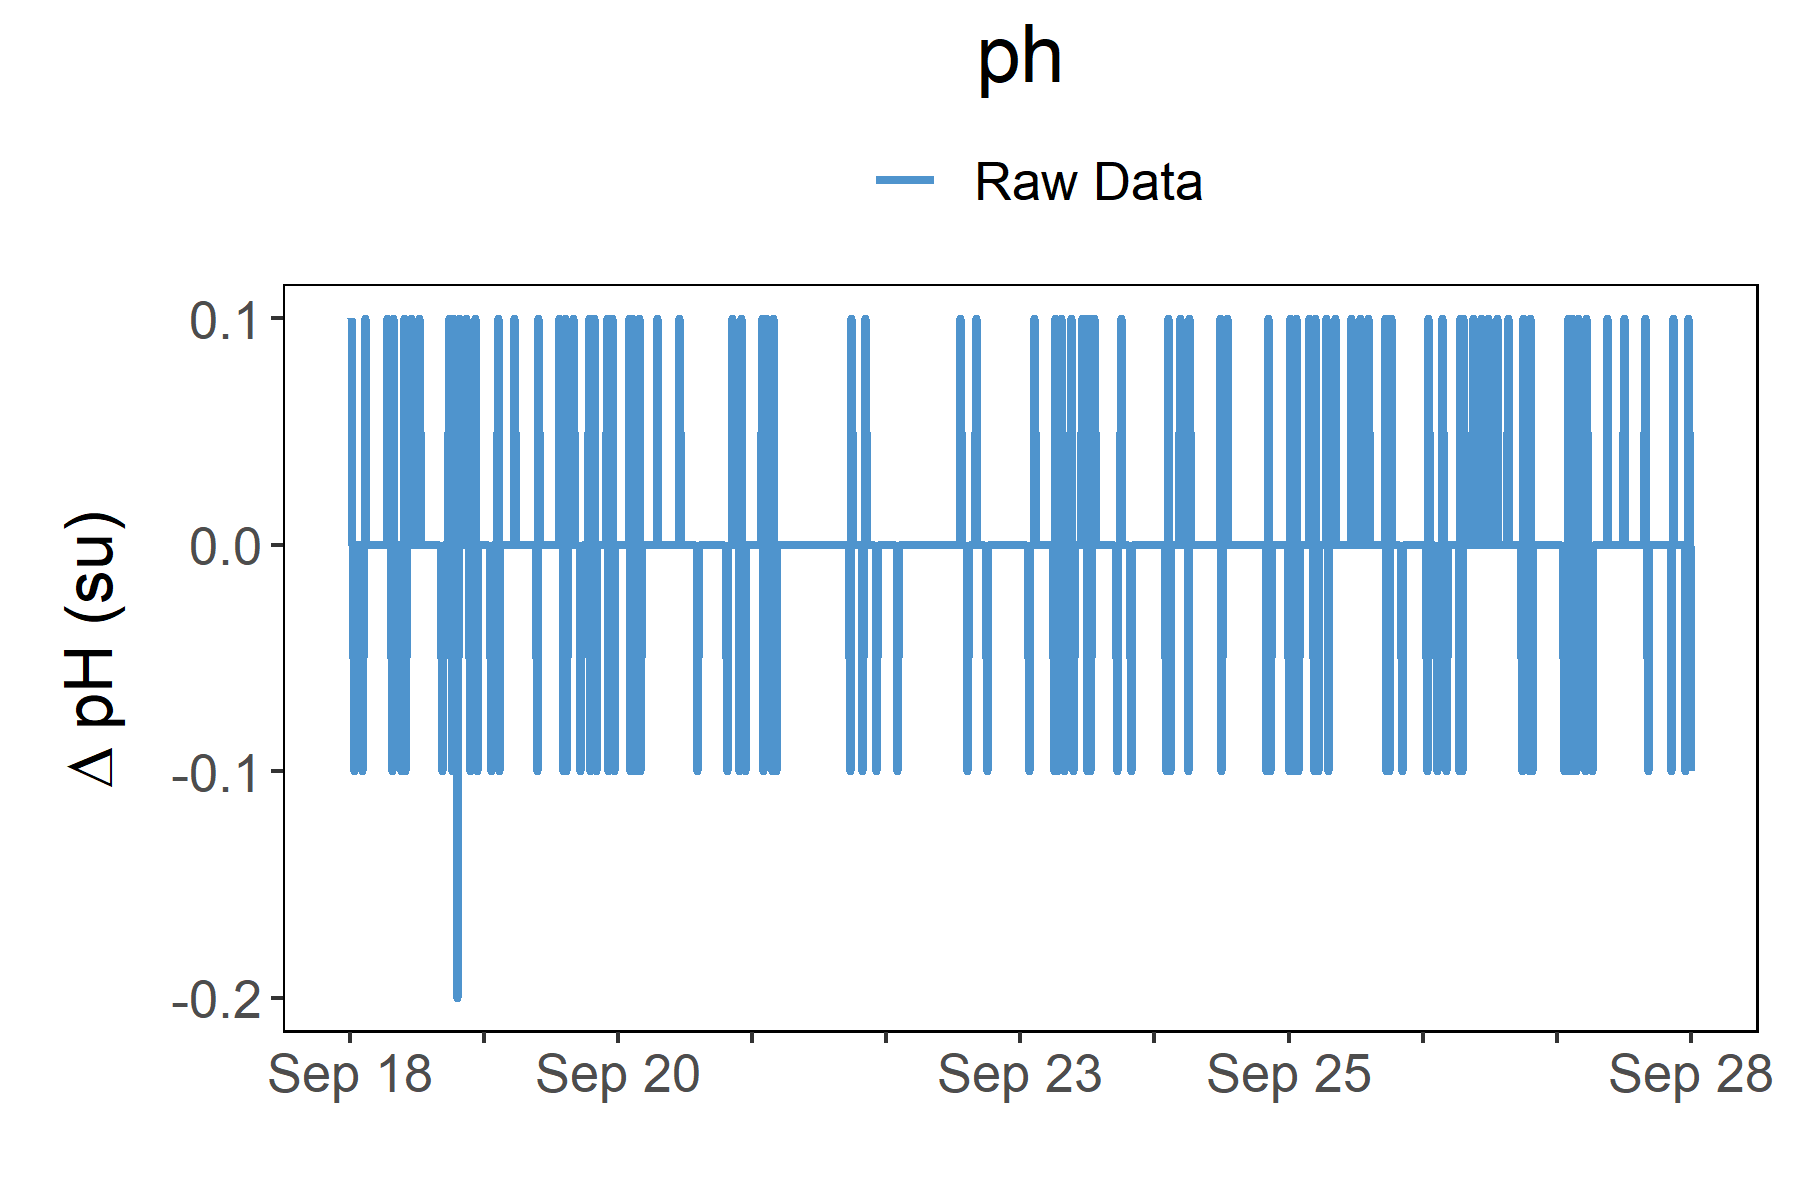 ph
Raw Data
Δ pH (su)
0.1
0.0
-0.1
-0.2
Sep 18 Sep 20 Sep 23 Sep 25 Sep 28